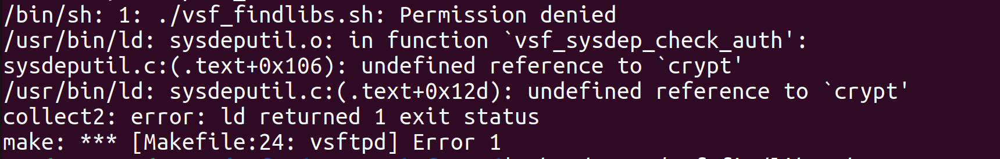 /bin/sh: 1: ./vsf_findlibs.sh: Permission denied
/usr/bin/ld: sysdeputil.o: in function `vsf_sysdep_check_auth':
sysdeputil.c:(.text+0x106): undefined reference to `crypt'
/usr/bin/ld: sysdeputil.c:(.text+0x12d): undefined reference to `crypt'
collect2: error: ld returned 1 exit status
make: *** [Makefile:24: vsftpd] Error 1